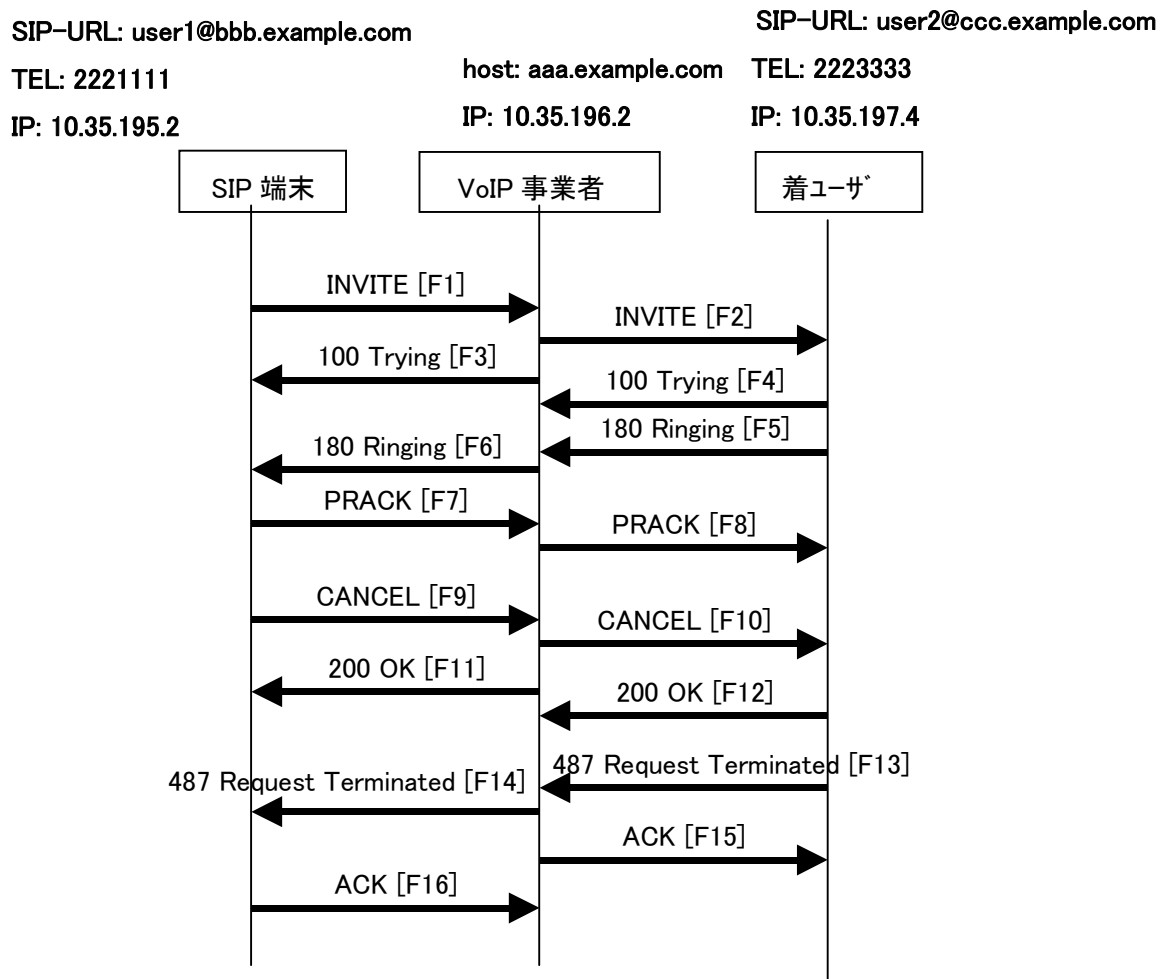 SIP-URL: user1@bbb.example.com
TEL: 2221111
IP: 10.35.195.2
host: aaa.example.com
IP: 10.35.196.2
SIP-URL: user2@ccc.example.com
TEL: 2223333
IP: 10.35.197.4
SIP 端末
VoIP 事業者
着ﾕｰｻﾞ
INVITE [F1]
INVITE [F2]
100 Trying [F3]
100 Trying [F4]
180 Ringing [F5]
180 Ringing [F6]
PRACK [F7]
PRACK [F8]
CANCEL [F9]
CANCEL [F10]
200 OK [F11]
200 OK [F12]
487 Request Terminated [F13]
487 Request Terminated [F14]
ACK [F15]
ACK [F16]